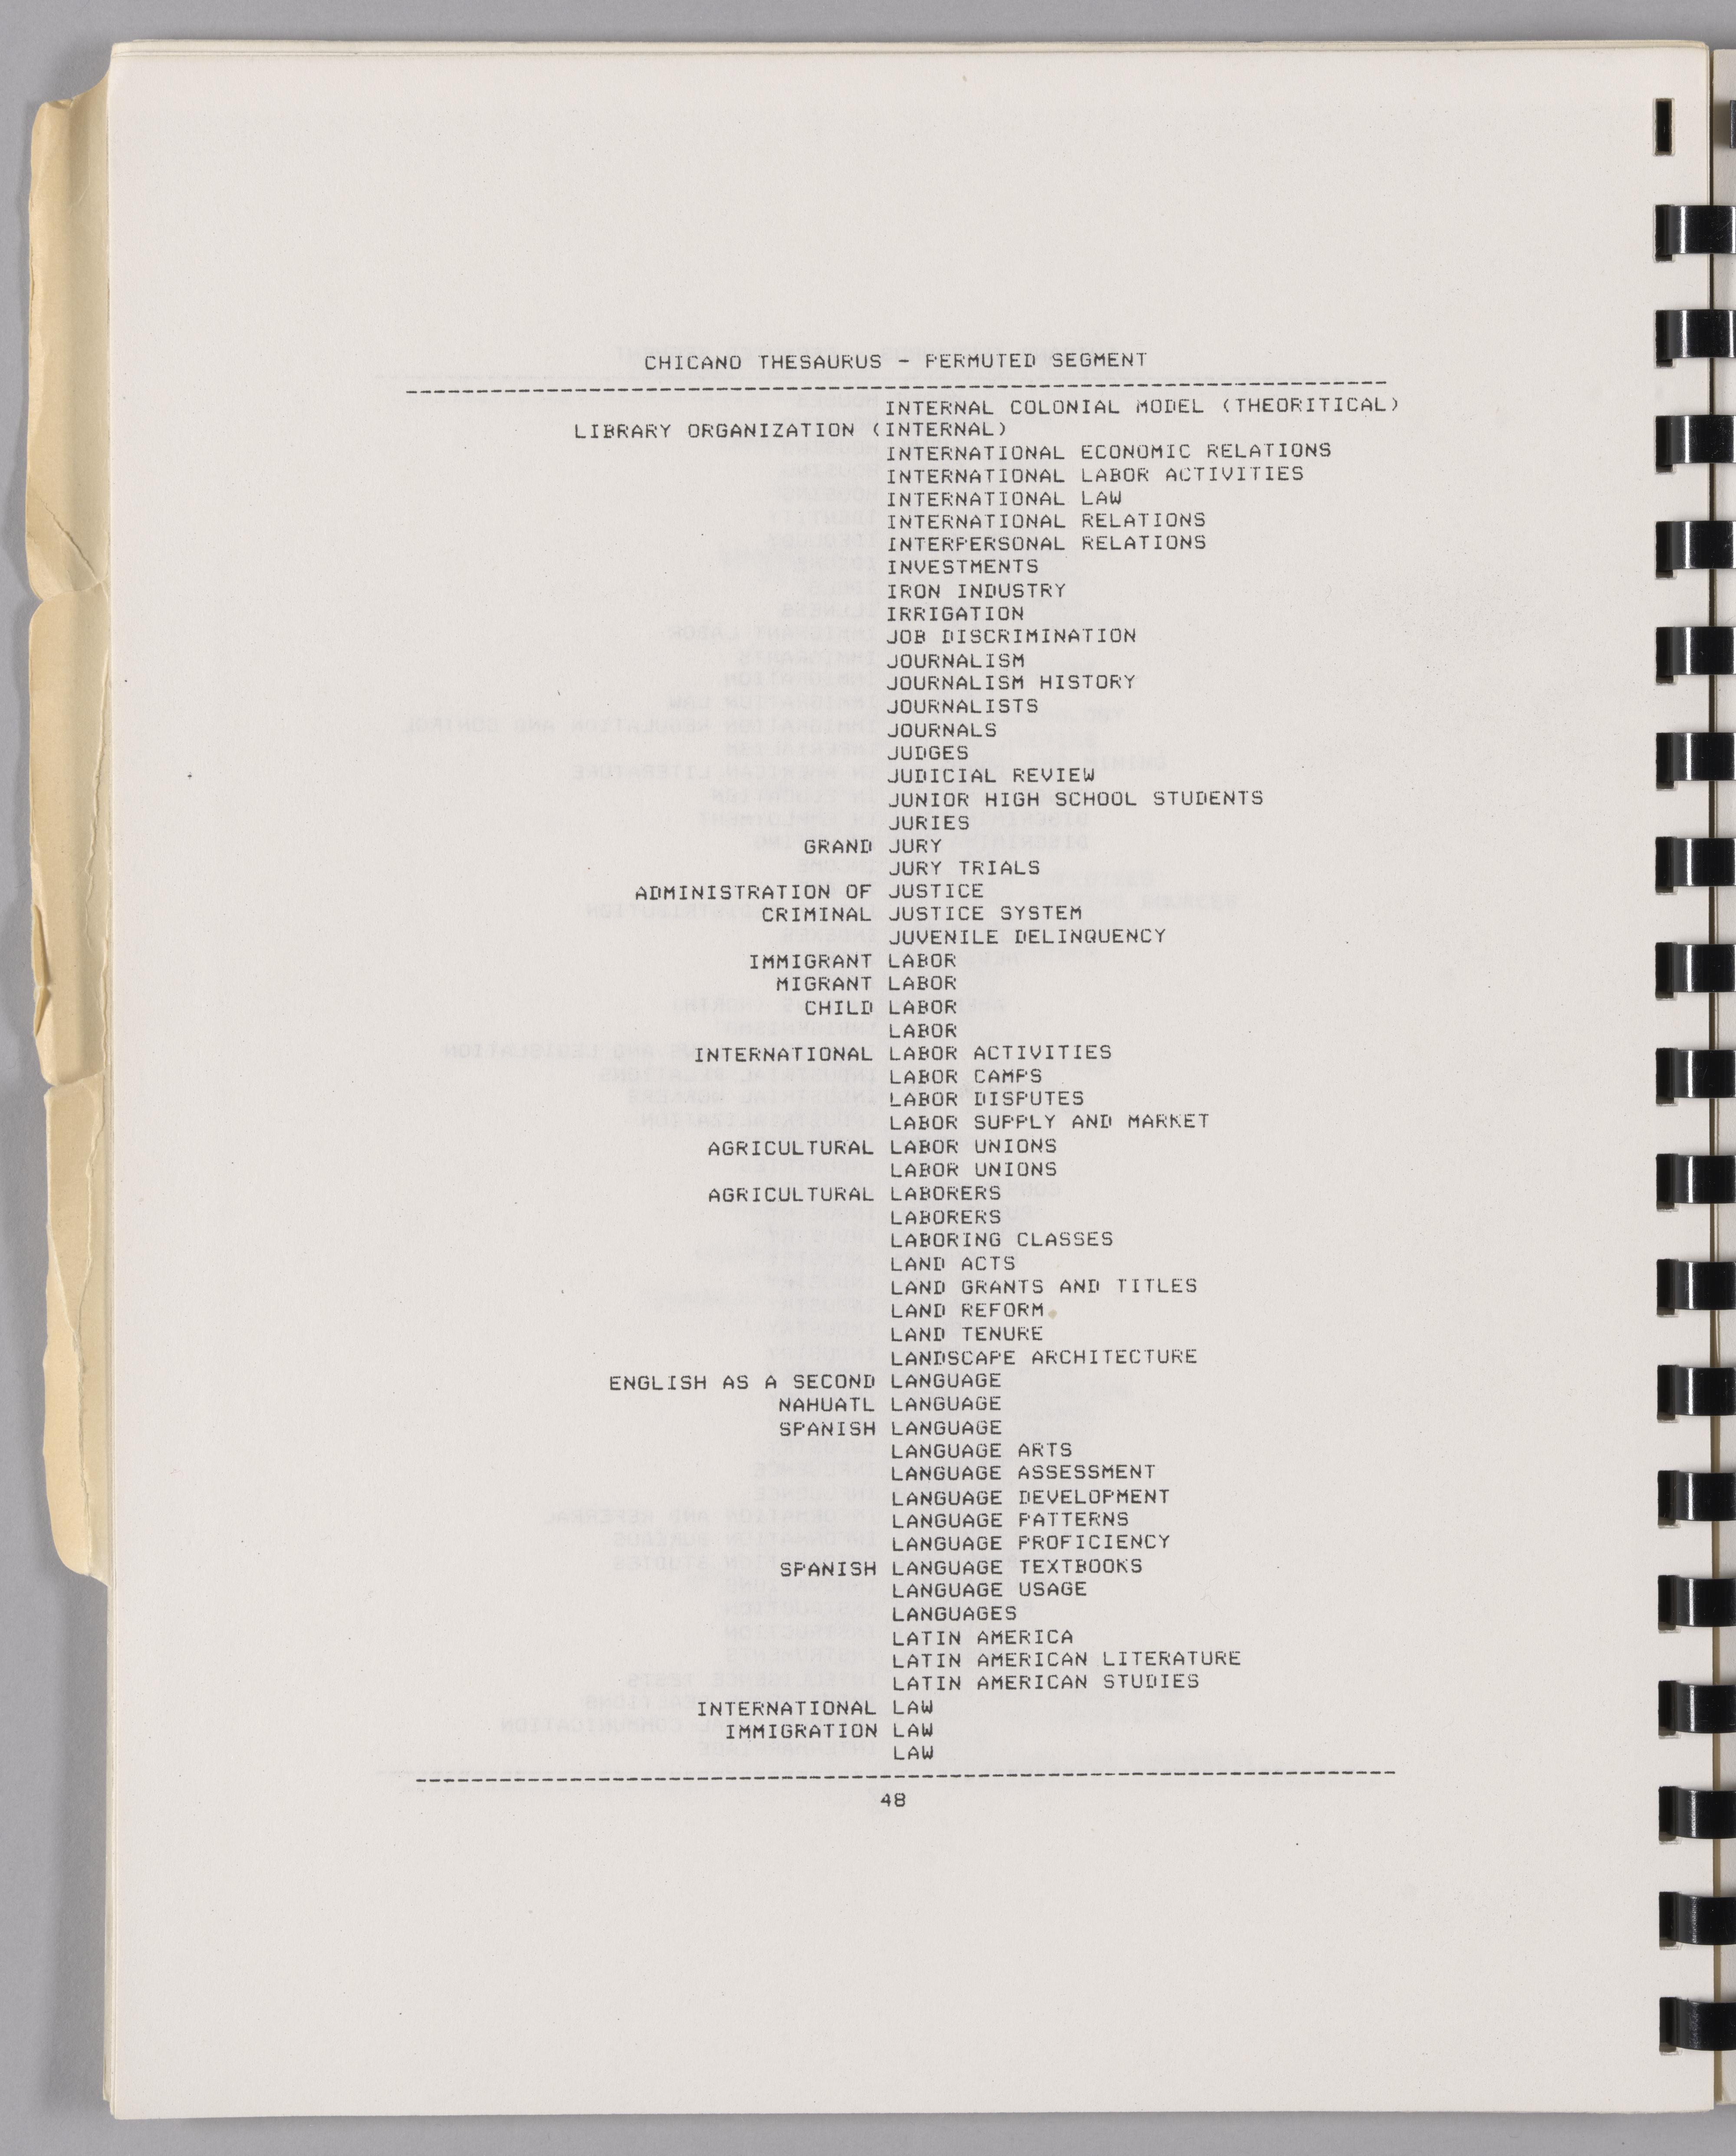 CHICANO THESAURUS - PERMUTED SEGMENT
INTERNAL COLONIAL MODEL (THEORITICAL)
LIBRARY ORGANIZATION (INTERNAL)
INTERNATIONAL ECONOMIC RELATIONS
INTERNATIONAL LABOR ACTIVITIES
INTERNATIONAL LAW
INTERNATIONAL RELATIONS
INTERPERSONAL RELATIONS
INVESTMENTS
IRON INDUSTRY
IRRIGATION
JOB DISCRIMINATION
JOURNALISM
JOURNALISM HISTORY
JOURNALISTS
JOURNALS
JUDGES
JUDICIAL REVIEW
JUNIOR HIGH SCHOOL STUDENTS
JURIES
GRAND JURY
JURY TRIALS
ADMINISTRATION OF JUSTICE
CRIMINAL JUSTICE SYSTEM
JUVENILE DELINQUENCY
IMMIGRANT LABOR
MIGRANT LABOR
CHILD LABOR
LABOR
INTERNATIONAL LABOR ACTIVITIES
LABOR CAMPS
LABOR DISPUTES
LABOR SUPPLY AND MARKET
AGRICULTURAL LABOR UNIONS
LABOR UNIONS
AGRICULTURAL LABORERS
LABORERS
LABORING CLASSES
LAND ACTS
LAND GRANTS AND TITLES
LAND REFORM
LAND TENURE
LANDSCAPE ARCHITECTURE
ENGLISH AS A SECOND LANGUAGE
NAHUATL LANGUAGE
SPANISH LANGUAGE
LANGUAGE ARTS
LANGUAGE ASSESSMENT
LANGUAGE DEVELOPMENT
LANGUAGE PATTERNS
LANGUAGE PROFICIENCY
SPANISH LANGUAGE TEXTBOOKS
LANGUAGE USAGE
LANGUAGES
LATIN AMERICA
LATIN AMERICAN LITERATURE
LATIN AMERICAN STUDIES
INTERNATIONAL LAW
IMMIGRATION LAW
LAW
48